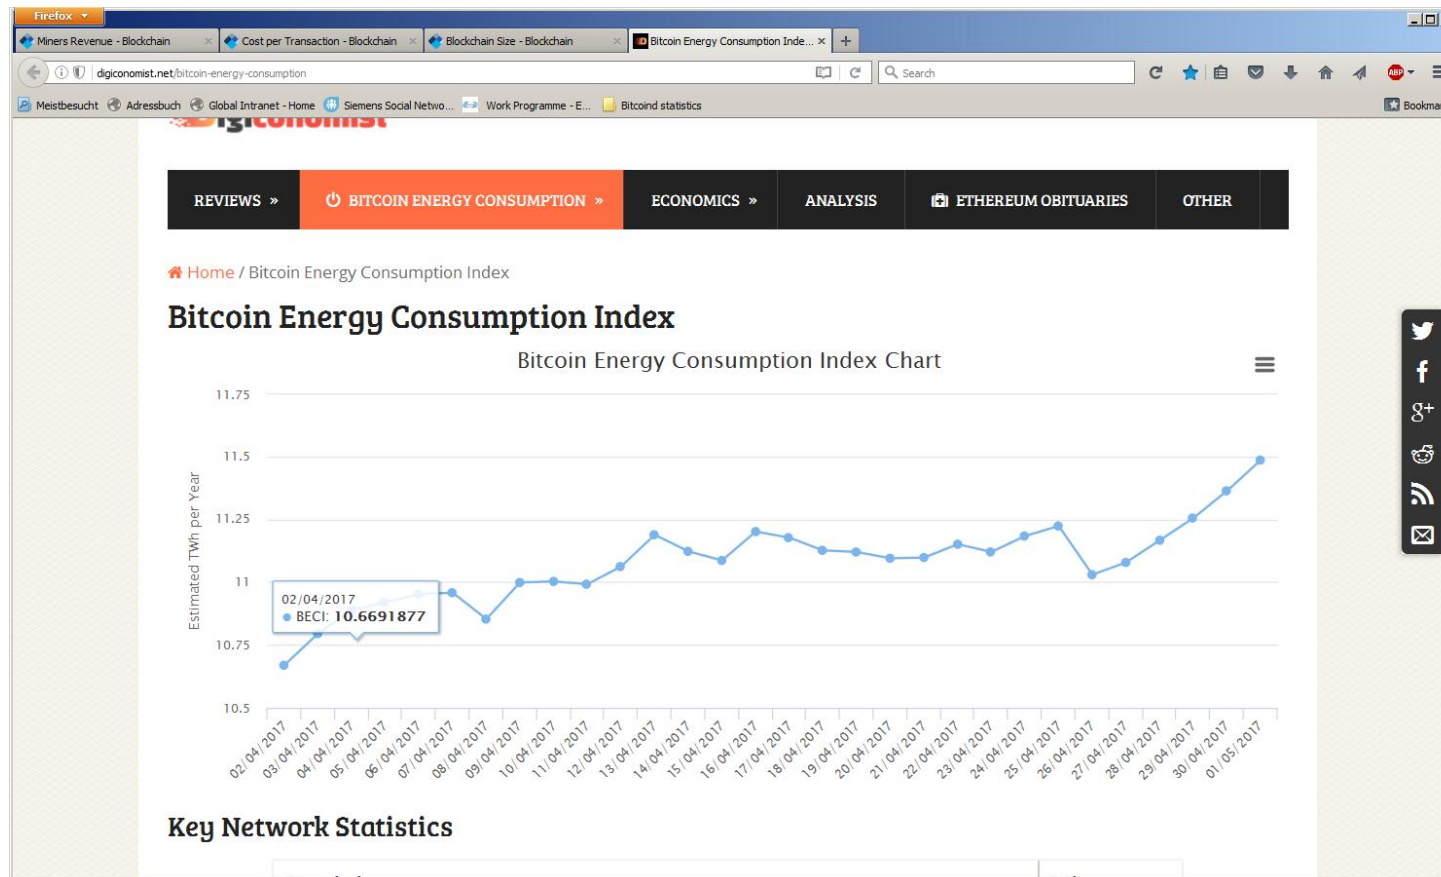 Firefox
Miners Revenue - Blockchain
Cost per Transaction - Blockchain
Blockchain Size - Blockchain
Bitcoin Energy Consumption Inde...
digiconomist.net/bitcoin-energy-consumption
Search
ABP
Meistbesucht
Adressbuch
Global Intranet - Home
Siemens Social Netwo...
Work Programme - E...
Bitcoind statistics
Bookma
Digiconomist
REVIEWS »
BITCOIN ENERGY CONSUMPTION »
ECONOMICS »
ANALYSIS
ETHEREUM OBITUARIES
OTHER
Home / Bitcoin Energy Consumption Index
Bitcoin Energy Consumption Index
Bitcoin Energy Consumption Index Chart
Estimated TWh per Year
11.75
11.5
11.25
11
10.75
10.5
02/04/2017
BECI: 10.6691877
02/04/2017
03/04/2017
04/04/2017
05/04/2017
06/04/2017
07/04/2017
08/04/2017
09/04/2017
10/04/2017
11/04/2017
12/04/2017
13/04/2017
14/04/2017
15/04/2017
16/04/2017
17/04/2017
18/04/2017
19/04/2017
20/04/2017
21/04/2017
22/04/2017
23/04/2017
24/04/2017
25/04/2017
26/04/2017
27/04/2017
28/04/2017
29/04/2017
30/04/2017
01/05/2017
Key Network Statistics